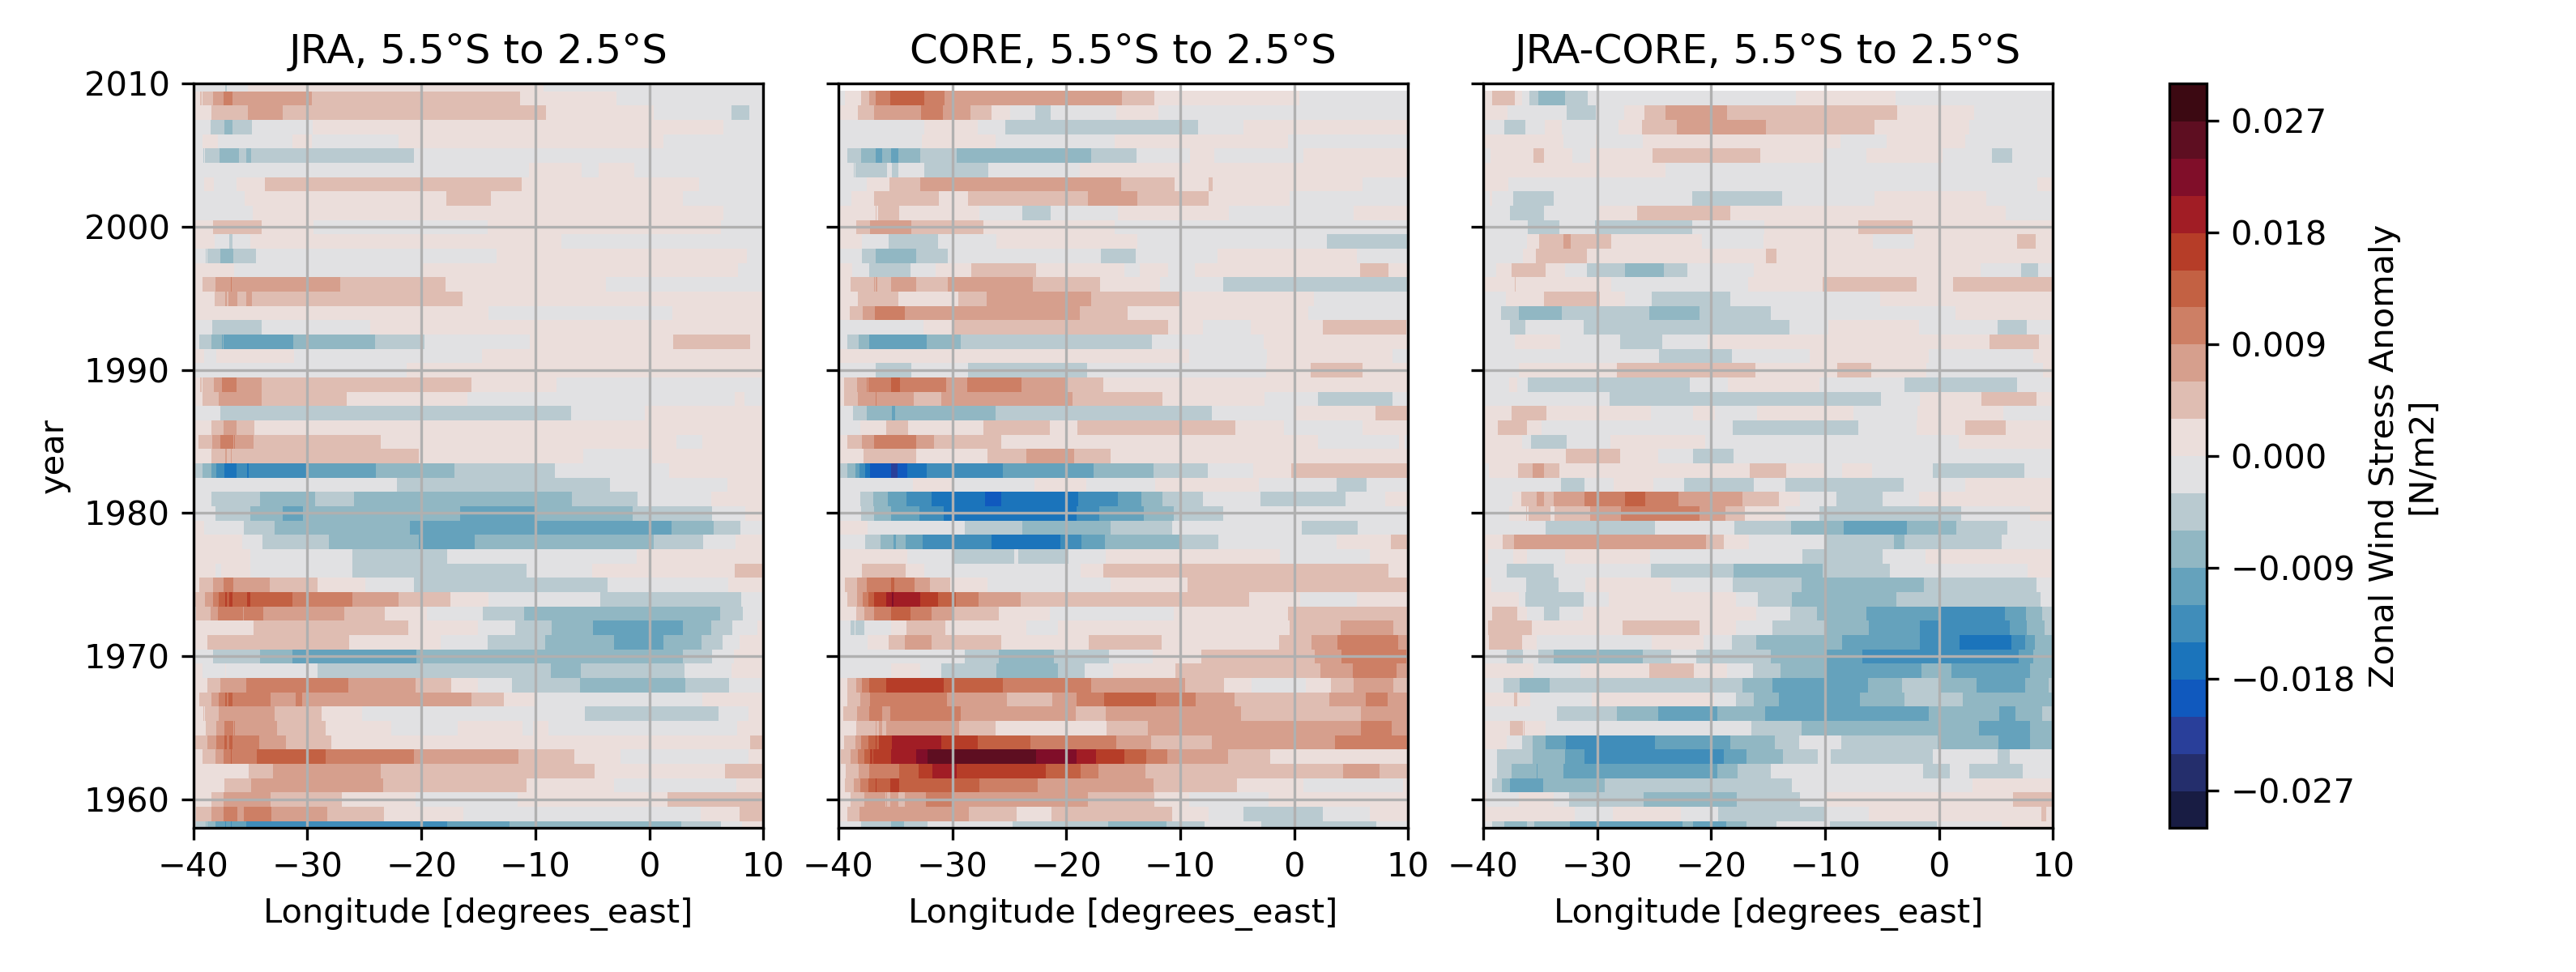 JRA, 5.5°S to 2.5°S
CORE, 5.5°S to 2.5°S
JRA-CORE, 5.5°S to 2.5°S
year
2010
2000
1990
1980
1970
1960
−40 −30 −20 −10 0 10
−40 −30 −20 −10 0 10
−40 −30 −20 −10 0 10
Longitude [degrees_east]
Longitude [degrees_east]
Longitude [degrees_east]
0.027
0.018
0.009
0.000
−0.009
−0.018
−0.027
Zonal Wind Stress Anomaly
[N/m2]